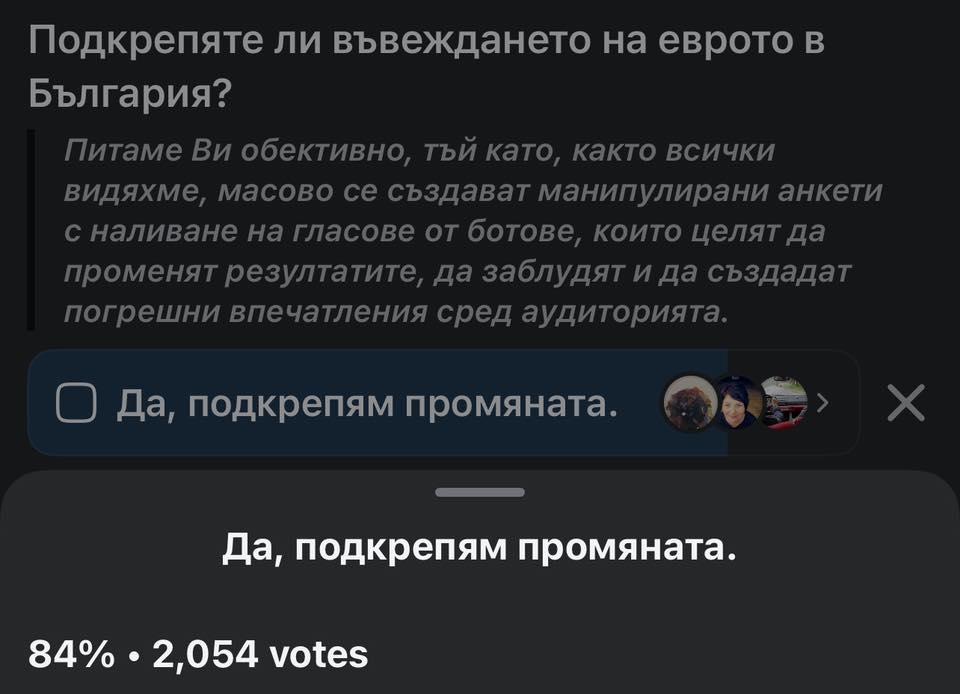 Подкрепяте ли въвеждането на еврото в
България?
Питаме Ви обективно, тъй като, както всички
видяхме, масово се създават манипулирани анкети
с наливане на гласове от ботове, които целят да
променят резултатите, да заблудят и да създадат
погрешни впечатления сред аудиторията.
Да, подкрепям промяната.
Да, подкрепям промяната.
84% • 2,054 votes